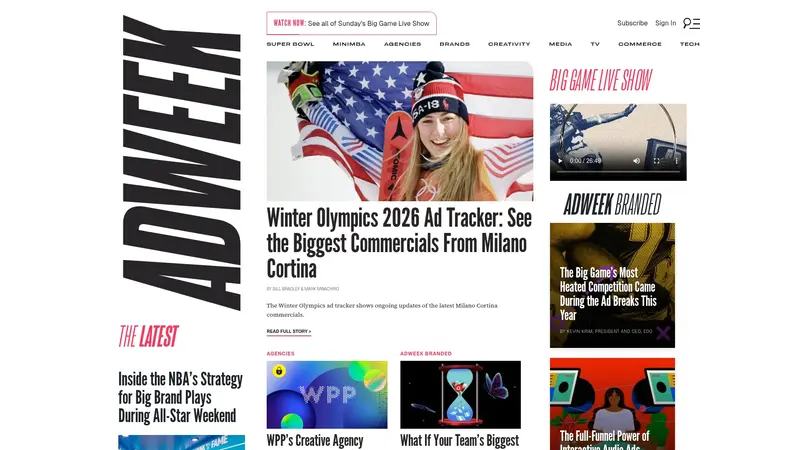 ADWEEK
WATCH NOW: See all of Sunday's Big Game Live Show
Subscribe
Sign In
SUPER BOWL
MINIMBA
AGENCIES
BRANDS
CREATIVITY
MEDIA
TV
COMMERCE
TECH
USA-18
ATOMIC
Winter Olympics 2026 Ad Tracker: See
the Biggest Commercials From Milano
Cortina
BY BILL BRADLEY & MARK MWACHIRO
The Winter Olympics ad tracker shows ongoing updates of the latest Milano Cortina
commercials.
READ FULL STORY >
AGENCIES
WPP
WPP's Creative Agency
ADWEEK BRANDED
What If Your Team's Biggest
THE LATEST
Inside the NBA's Strategy
for Big Brand Plays
During All-Star Weekend
FAME
BIG GAME LIVE SHOW
0:00 / 26:49
ADWEEK BRANDED
The Big Game's Most
Heated Competition Came
During the Ad Breaks This
Year
BY KEVIN KRIM, PRESIDENT AND CEO, EDO
The Full-Funnel Power of
Interactive Audio Ads